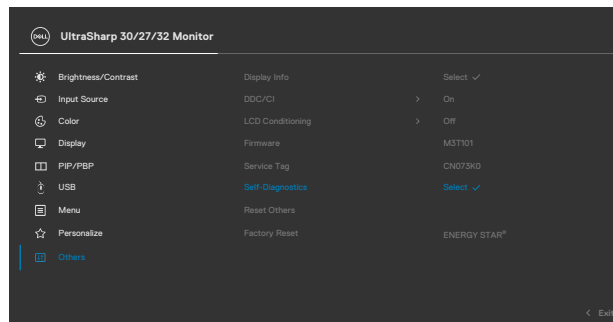 DELL UltraSharp 30/27/32 Monitor
Brightness/Contrast Display Info Select ✓
Input Source DDC/CI > On
Color LCD Conditioning > Off
Display Firmware M3T101
PIP/PBP Service Tag CN073K0
USB Self-Diagnostics Select ✓
Menu Reset Others
Personalize Factory Reset ENERGY STAR®
Others
< Exit